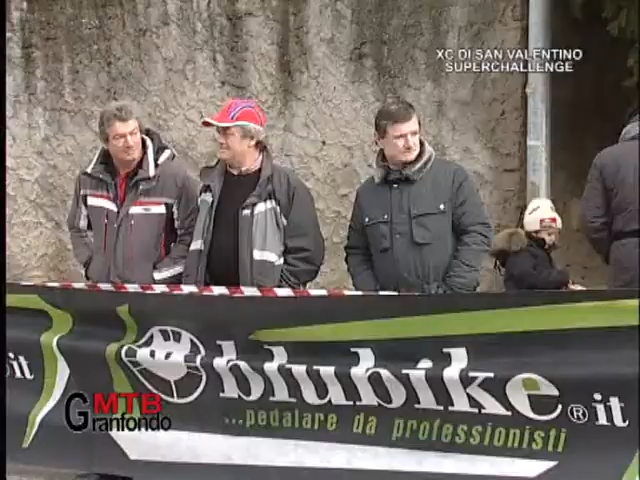 XC DI SAN VALENTINO
SUPERCHALLENGE
it
blubike® it
...pedalare da professionisti
MTB
Granfondo